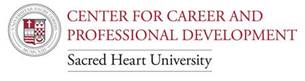 CENTER FOR CAREER AND
PROFESSIONAL DEVELOPMENT
Sacred Heart University